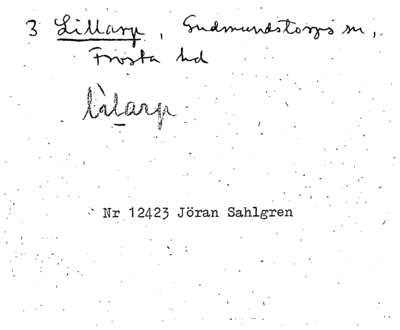 3 Lillarp, Gudmundstorps sn,
Frosta hd
lìlarp
Nr 12423 Jöran Sahlgren